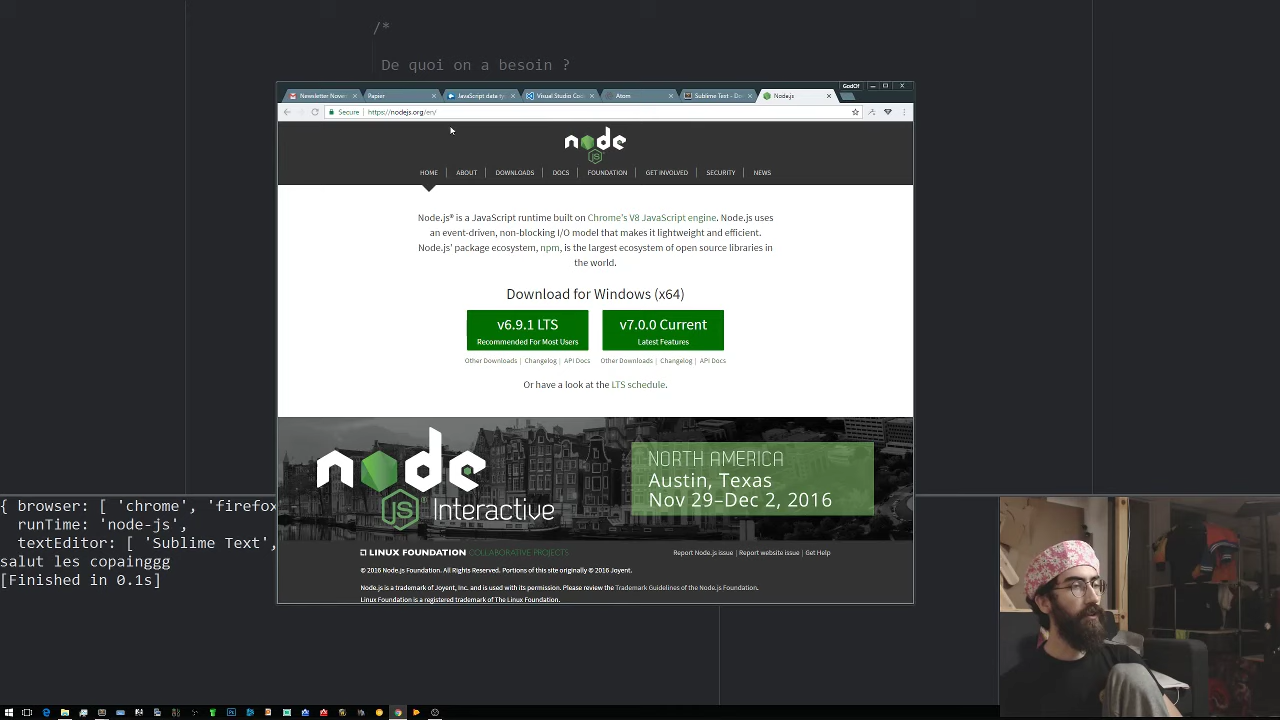 /*
De quoi on a besoin ?
GodOf
Newsletter Nove
Papier
JavaScript data ty
Visual Studio Cod
Atom
Sublime Text - Do
Node.js
Secure
https://nodejs.org/en/
node
JS
HOME
ABOUT
DOWNLOADS
DOCS
FOUNDATION
GET INVOLVED
SECURITY
NEWS
Node.js® is a JavaScript runtime built on Chrome's V8 JavaScript engine. Node.js uses
an event-driven, non-blocking I/O model that makes it lightweight and efficient.
Node.js' package ecosystem, npm, is the largest ecosystem of open source libraries in
the world.
Download for Windows (x64)
v6.9.1 LTS
Recommended For Most Users
v7.0.0 Current
Latest Features
Other Downloads | Changelog | API Docs
Other Downloads | Changelog | API Docs
Or have a look at the LTS schedule.
node
JS Interactive
NORTH AMERICA
Austin, Texas
Nov 29–Dec 2, 2016
LINUX FOUNDATION COLLABORATIVE PROJECTS
Report Node.js issue | Report website issue | Get Help
© 2016 Node.js Foundation. All Rights Reserved. Portions of this site originally © 2016 Joyent.
Node.js is a trademark of Joyent, Inc. and is used with its permission. Please review the Trademark Guidelines of the Node.js Foundation.
Linux Foundation is a registered trademark of The Linux Foundation.
{ browser: [ 'chrome', 'firefox
runTime: 'node-js',
textEditor: [ 'Sublime Text',
salut les copainggg
[Finished in 0.1s]